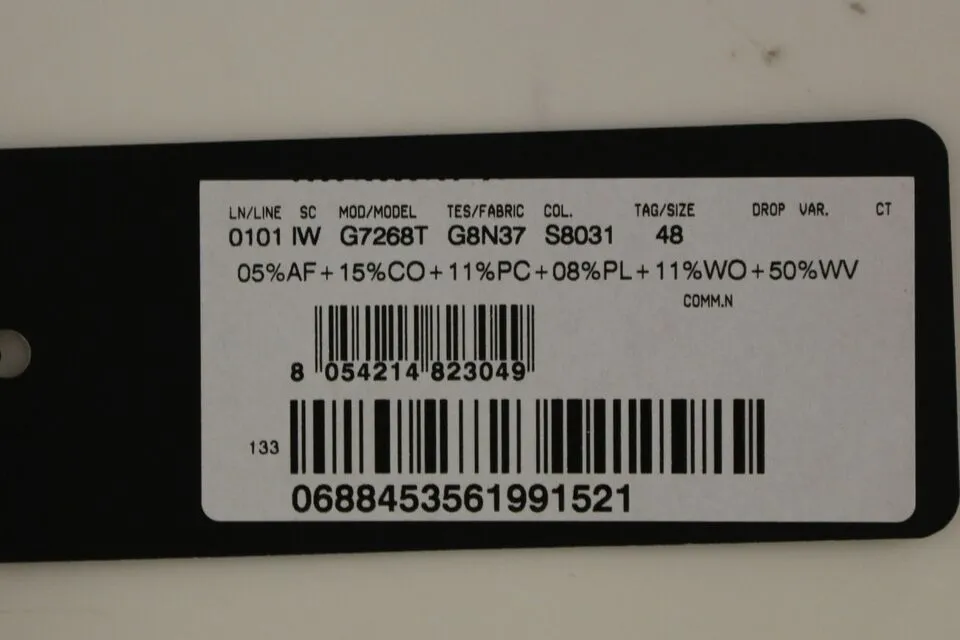 LN/LINE SC MOD/MODEL TES/FABRIC COL. TAG/SIZE DROP VAR. CT
0101 IW G7268T G8N37 S8031 48
05%AF+15%CO+11%PC+08%PL+11%WO+50%WV
COMM.N
8 054214 823049
133
0688453561991521